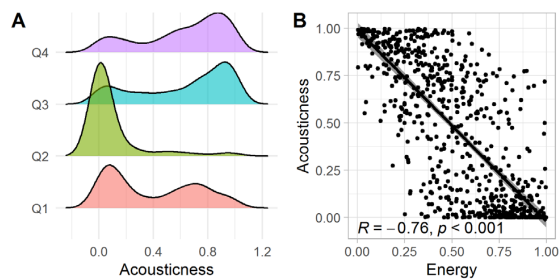 A
Q4
Q3
Q2
Q1
0.0 0.4 0.8 1.2
Acousticness
B
Acousticness
1.00
0.75
0.50
0.25
0.00
R = −0.76, p < 0.001
0.00 0.25 0.50 0.75 1.00
Energy